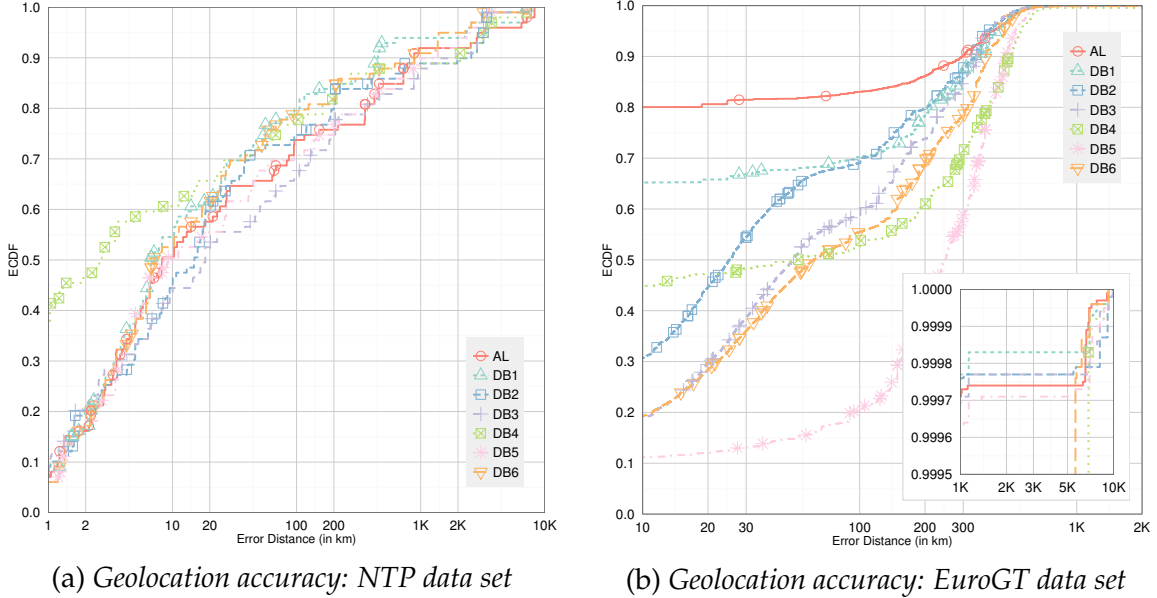 1.0
0.9
0.8
0.7
0.6
0.5
0.4
0.3
0.2
0.1
0.0
ECDF
AL
DB1
DB2
DB3
DB4
DB5
DB6
1 2 10 20 100 200 1K 2K 10K
Error Distance (in km)
(a) Geolocation accuracy: NTP data set
1.0
0.9
0.8
0.7
0.6
0.5
0.4
0.3
0.2
0.1
0.0
ECDF
AL
DB1
DB2
DB3
DB4
DB5
DB6
1.0000
0.9999
0.9998
0.9997
0.9996
0.9995
1K 2K 3K 5K 10K
10 20 30 100 200 300 1K 2K
Error Distance (in km)
(b) Geolocation accuracy: EuroGT data set